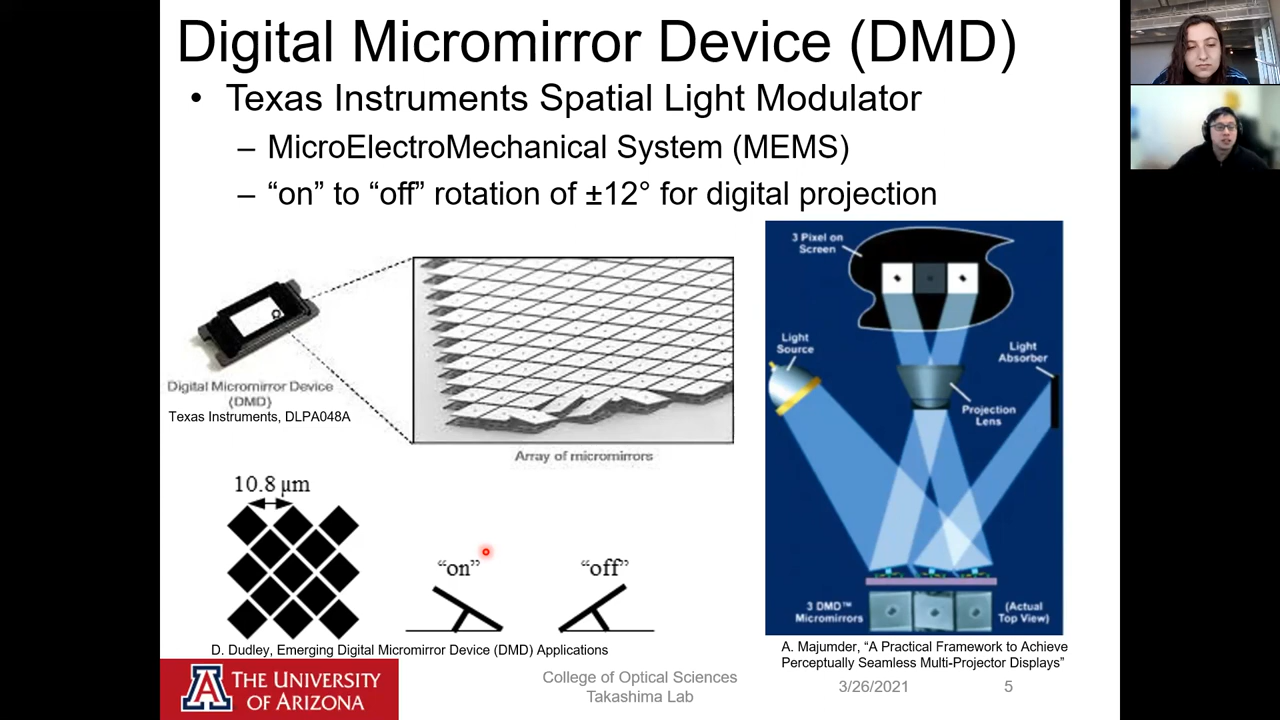 Digital Micromirror Device (DMD)
• Texas Instruments Spatial Light Modulator
– MicroElectroMechanical System (MEMS)
– “on” to “off” rotation of ±12° for digital projection
Digital Micromirror Device
(DMD)
Texas Instruments, DLPA048A
Array of micromirrors
10.8 µm
“on”
“off”
D. Dudley, Emerging Digital Micromirror Device (DMD) Applications
3 Pixel on
Screen
Light
Source
Light
Absorber
Projection
Lens
3 DMD™
Micromirrors
(Actual
Top View)
A. Majumder, “A Practical Framework to Achieve
Perceptually Seamless Multi-Projector Displays”
A
THE UNIVERSITY
OF ARIZONA
College of Optical Sciences
Takashima Lab
3/26/2021
5